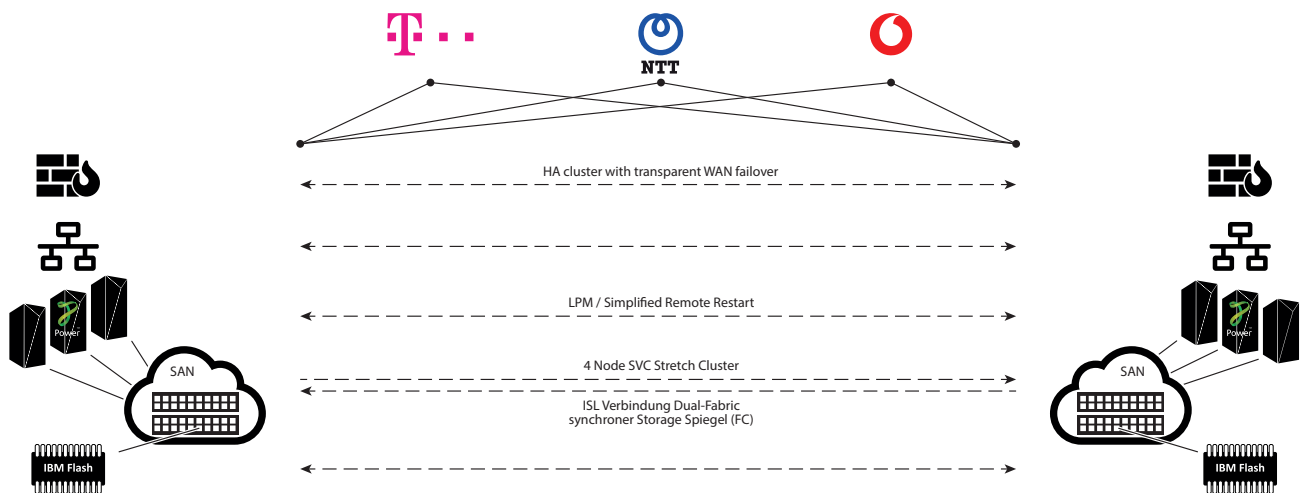 T
NTT
HA cluster with transparent WAN failover
LPM / Simplified Remote Restart
Power
Power
SAN
4 Node SVC Stretch Cluster
SAN
ISL Verbindung Dual-Fabric
synchroner Storage Spiegel (FC)
IBM Flash
IBM Flash